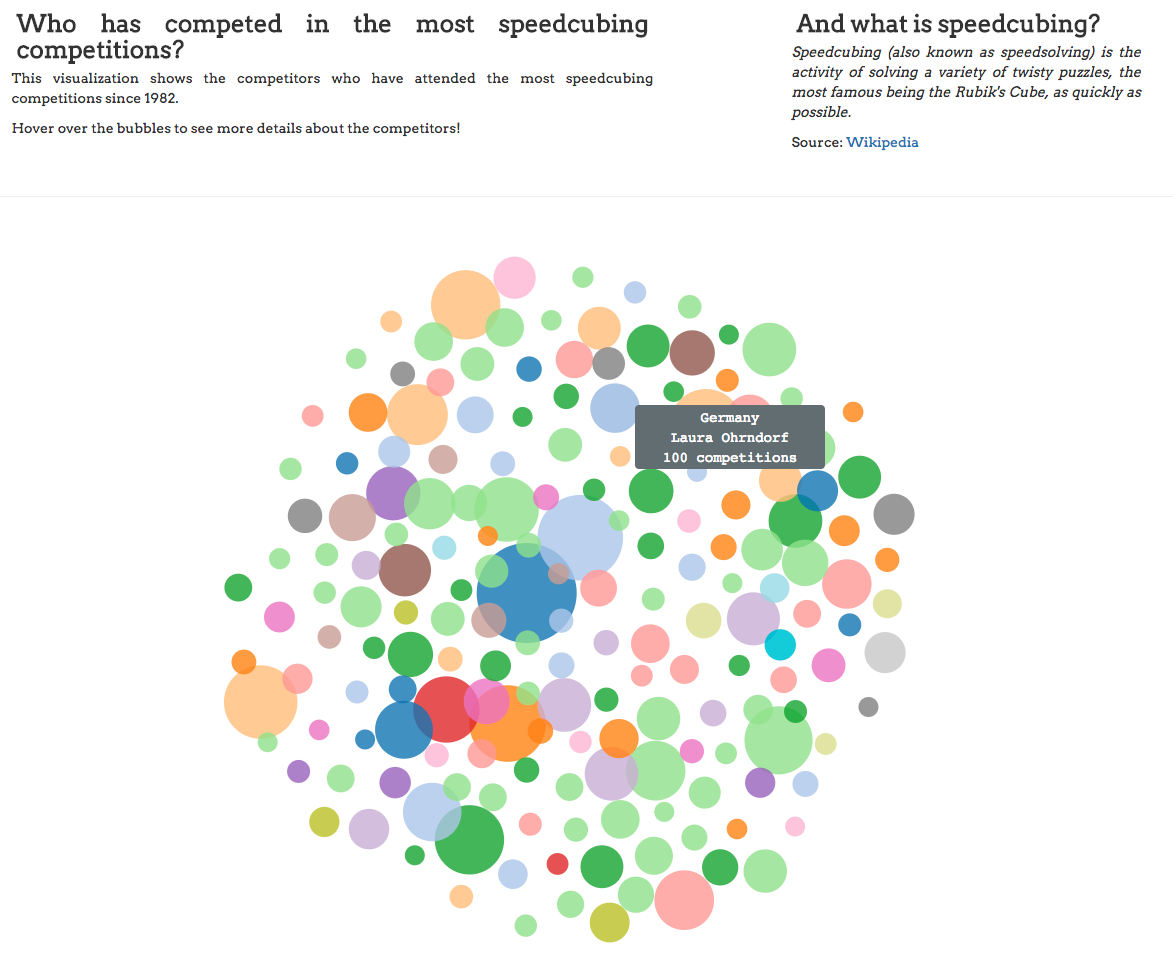 Who has competed in the most speedcubing
competitions?
This visualization shows the competitors who have attended the most speedcubing
competitions since 1982.
Hover over the bubbles to see more details about the competitors!
And what is speedcubing?
Speedcubing (also known as speedsolving) is the
activity of solving a variety of twisty puzzles, the
most famous being the Rubik's Cube, as quickly as
possible.
Source: Wikipedia
Germany
Laura Ohrndorf
100 competitions